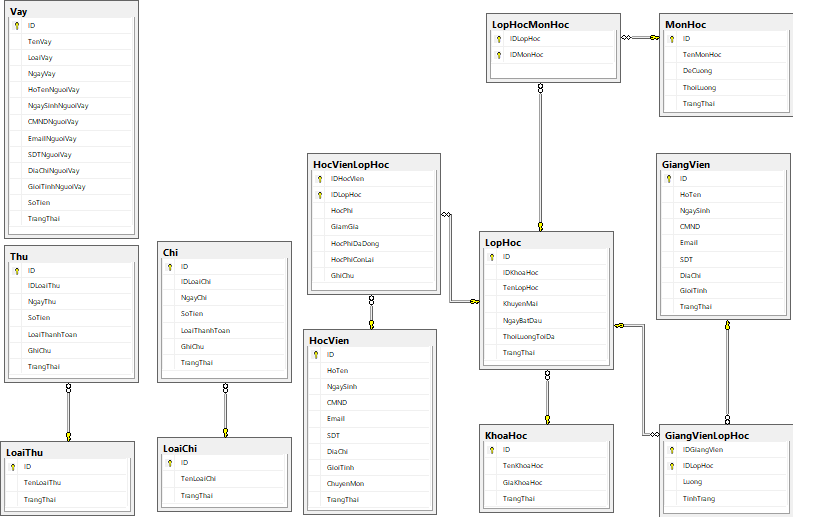 Vay
ID
TenVay
LoaiVay
NgayVay
HoTenNguoiVay
NgaySinhNguoiVay
CMNDNguoiVay
EmailNguoiVay
SDTNguoiVay
DiaChiNguoiVay
GioiTinhNguoiVay
SoTien
TrangThai
Thu
ID
IDLoaiThu
NgayThu
SoTien
LoaiThanhToan
GhiChu
TrangThai
LoaiThu
ID
TenLoaiThu
TrangThai
Chi
ID
IDLoaiChi
NgayChi
SoTien
LoaiThanhToan
GhiChu
TrangThai
LoaiChi
ID
TenLoaiChi
TrangThai
HocVienLopHoc
IDHocVien
IDLopHoc
HocPhi
GiamGia
HocPhiDaDong
HocPhiConLai
GhiChu
HocVien
ID
HoTen
NgaySinh
CMND
Email
SDT
DiaChi
GioiTinh
ChuyenMon
TrangThai
LopHocMonHoc
IDLopHoc
IDMonHoc
LopHoc
ID
IDKhoaHoc
TenLopHoc
KhuyenMai
NgayBatDau
ThoiLuongToiDa
TrangThai
KhoaHoc
ID
TenKhoaHoc
GiaKhoaHoc
TrangThai
MonHoc
ID
TenMonHoc
DeCuong
ThoiLuong
TrangThai
GiangVien
ID
HoTen
NgaySinh
CMND
Email
SDT
DiaChi
GioiTinh
TrangThai
GiangVienLopHoc
IDGiangVien
IDLopHoc
Luong
TinhTrang